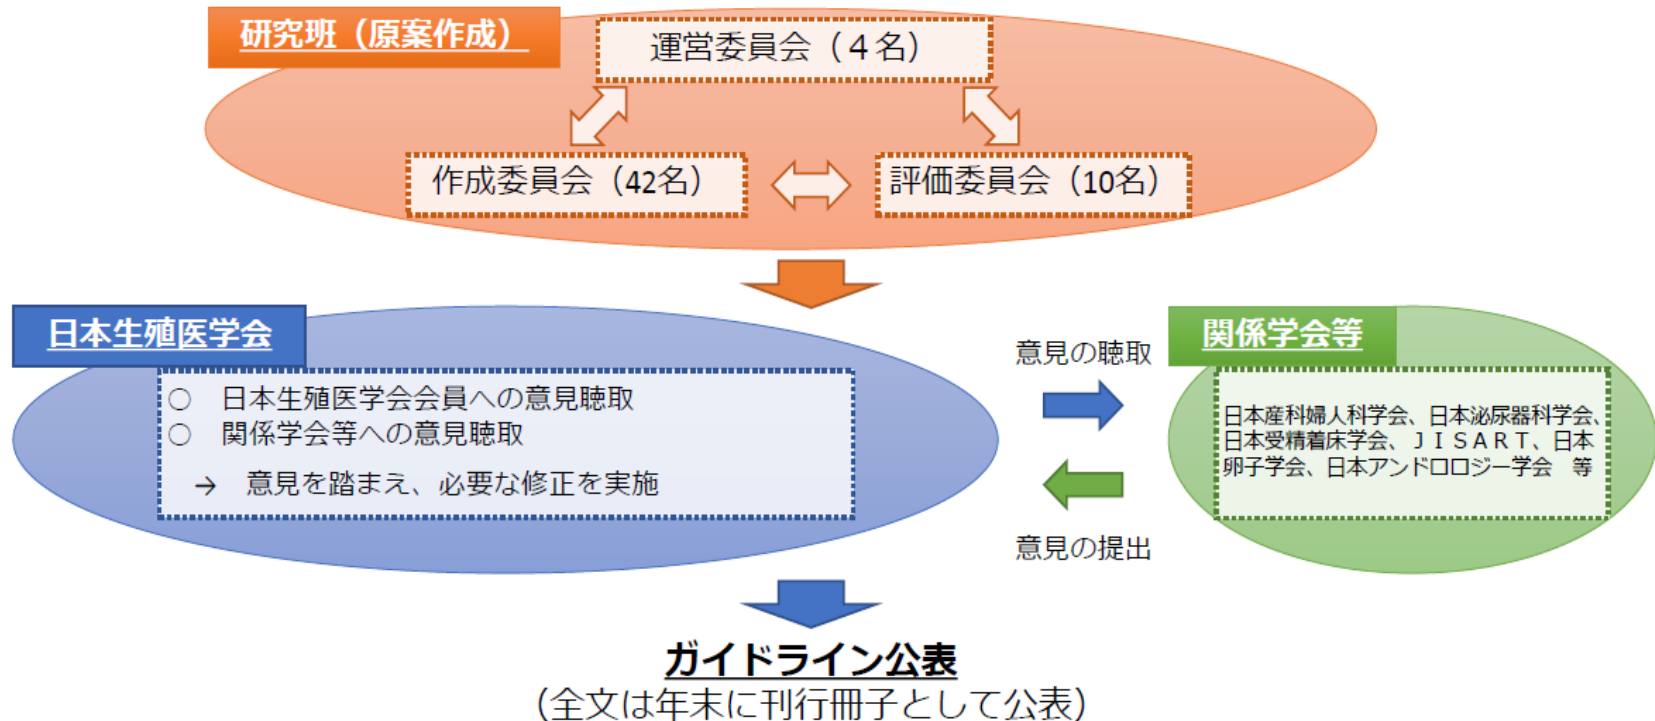 研究班（原案作成）
運営委員会（４名）
作成委員会（42名）
評価委員会（10名）
日本生殖医学会
○　日本生殖医学会会員への意見聴取
○　関係学会等への意見聴取
→　意見を踏まえ、必要な修正を実施
意見の聴取
意見の提出
関係学会等
日本産科婦人科学会、日本泌尿器科学会、
日本受精着床学会、ＪＩＳＡＲＴ、日本
卵子学会、日本アンドロロジー学会　等
ガイドライン公表
（全文は年末に刊行冊子として公表）